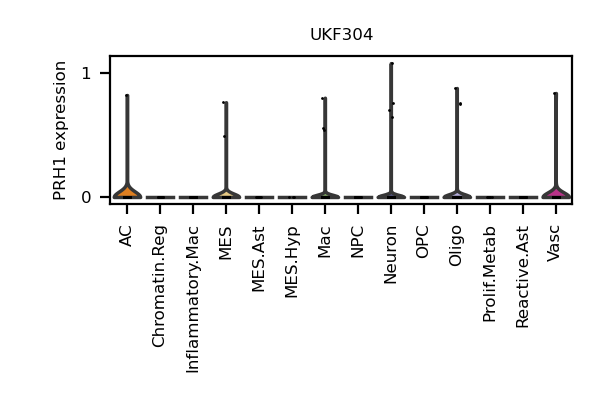 UKF304
PRH1 expression
1
0
AC
Chromatin.Reg
Inflammatory.Mac
MES
MES.Ast
MES.Hyp
Mac
NPC
Neuron
OPC
Oligo
Prolif.Metab
Reactive.Ast
Vasc